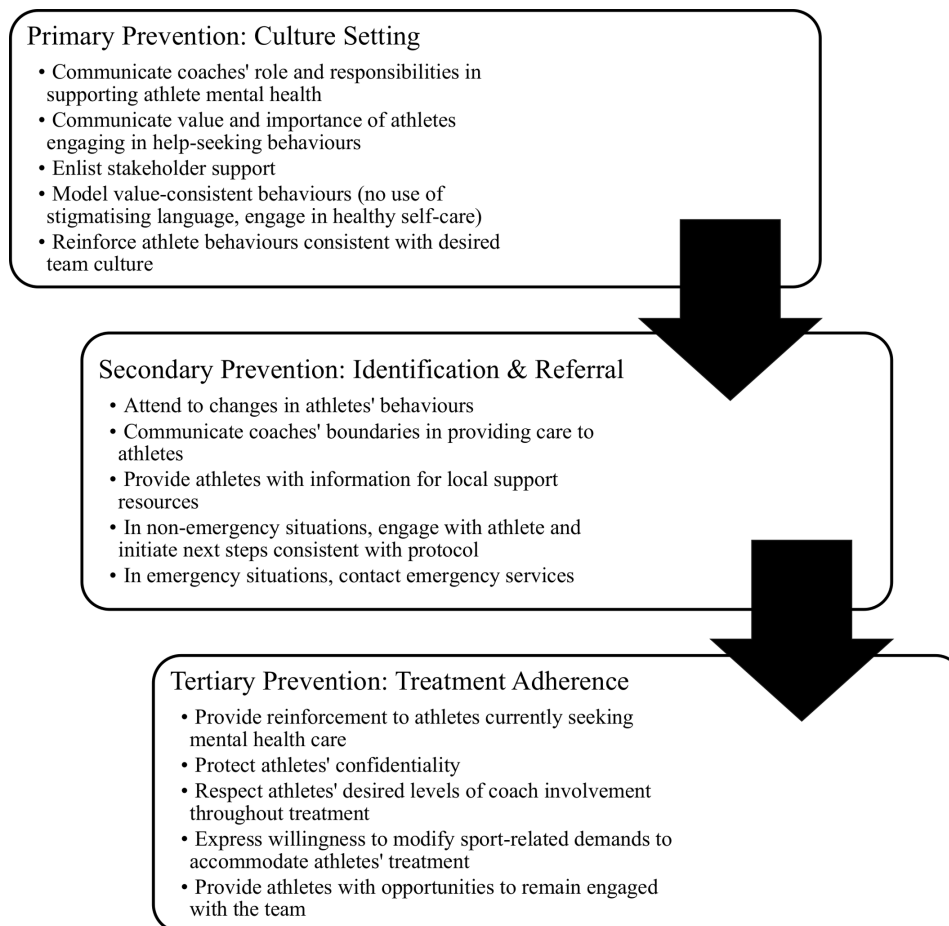 Primary Prevention: Culture Setting
• Communicate coaches' role and responsibilities in
supporting athlete mental health
• Communicate value and importance of athletes
engaging in help-seeking behaviours
• Enlist stakeholder support
• Model value-consistent behaviours (no use of
stigmatising language, engage in healthy self-care)
• Reinforce athlete behaviours consistent with desired
team culture
Secondary Prevention: Identification & Referral
• Attend to changes in athletes' behaviours
• Communicate coaches' boundaries in providing care to
athletes
• Provide athletes with information for local support
resources
• In non-emergency situations, engage with athlete and
initiate next steps consistent with protocol
• In emergency situations, contact emergency services
Tertiary Prevention: Treatment Adherence
• Provide reinforcement to athletes currently seeking
mental health care
• Protect athletes' confidentiality
• Respect athletes' desired levels of coach involvement
throughout treatment
• Express willingness to modify sport-related demands to
accommodate athletes' treatment
• Provide athletes with opportunities to remain engaged
with the team